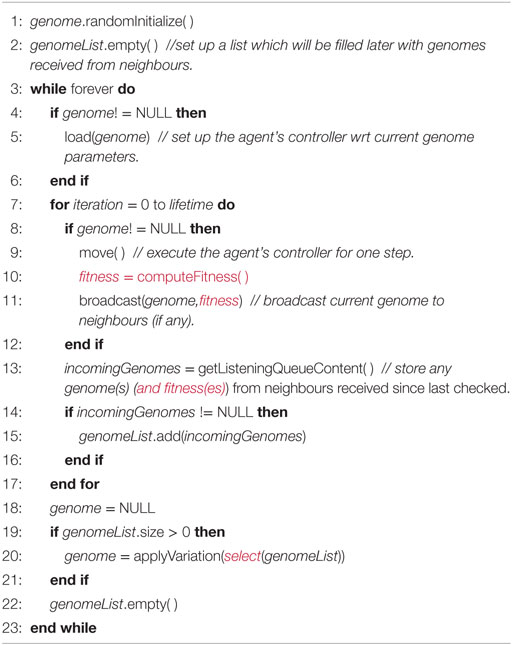 1: genome.randomInitialize( )
2: genomeList.empty( ) //set up a list which will be filled later with genomes
received from neighbours.
3: while forever do
4: if genome! = NULL then
5: load(genome) // set up the agent's controller wrt current genome
parameters.
6: end if
7: for iteration = 0 to lifetime do
8: if genome! = NULL then
9: move( ) // execute the agent's controller for one step.
10: fitness = computeFitness( )
11: broadcast(genome,fitness) // broadcast current genome to
neighbours (if any).
12: end if
13: incomingGenomes = getListeningQueueContent( ) // store any
genome(s) (and fitness(es)) from neighbours received since last checked.
14: if incomingGenomes != NULL then
15: genomeList.add(incomingGenomes)
16: end if
17: end for
18: genome = NULL
19: if genomeList.size > 0 then
20: genome = applyVariation(select(genomeList))
21: end if
22: genomeList.empty( )
23: end while